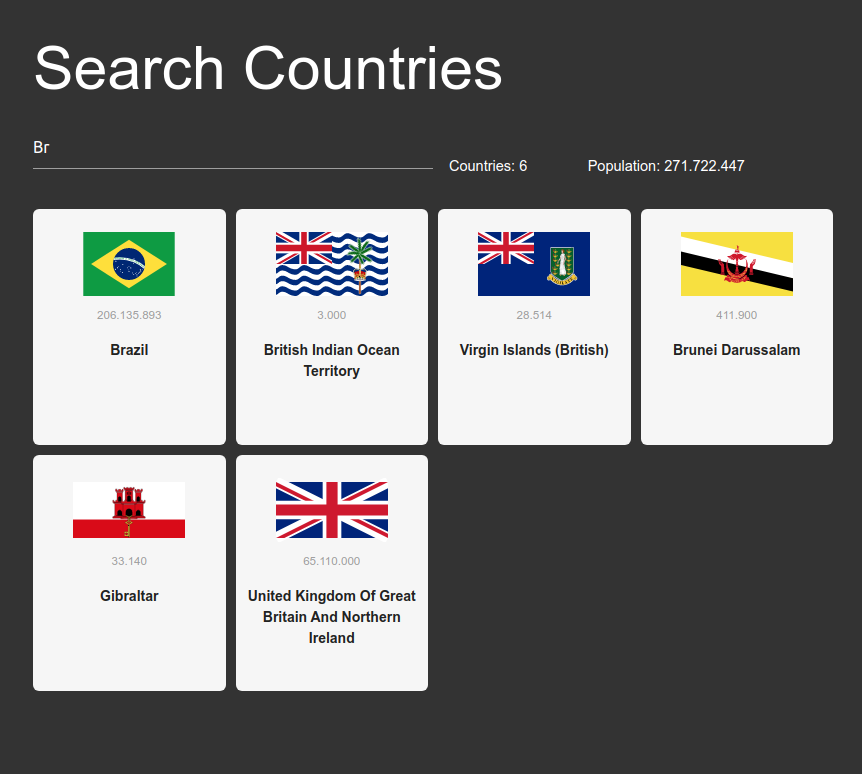 Search Countries
Br
Countries: 6
Population: 271.722.447
206.135.893
Brazil
3.000
British Indian Ocean
Territory
28.514
Virgin Islands (British)
411.900
Brunei Darussalam
33.140
Gibraltar
65.110.000
United Kingdom Of Great
Britain And Northern
Ireland